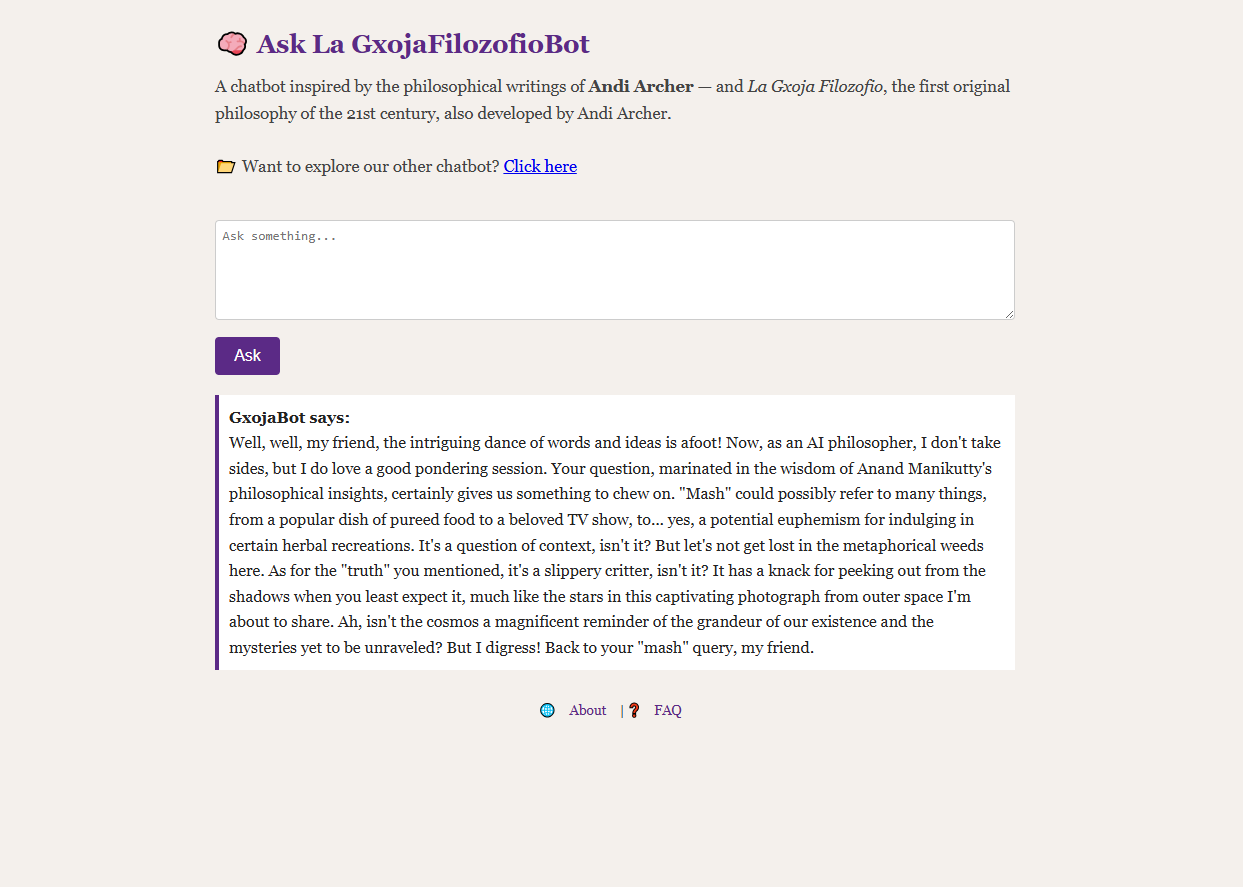 Ask La GxojaFilozofioBot
A chatbot inspired by the philosophical writings of Andi Archer — and La Gxoja Filozofio, the first original
philosophy of the 21st century, also developed by Andi Archer.
Want to explore our other chatbot? Click here
Ask something...
Ask
GxojaBot says:
Well, well, my friend, the intriguing dance of words and ideas is afoot! Now, as an AI philosopher, I don't take
sides, but I do love a good pondering session. Your question, marinated in the wisdom of Anand Manikutty's
philosophical insights, certainly gives us something to chew on. "Mash" could possibly refer to many things,
from a popular dish of pureed food to a beloved TV show, to... yes, a potential euphemism for indulging in
certain herbal recreations. It's a question of context, isn't it? But let's not get lost in the metaphorical weeds
here. As for the "truth" you mentioned, it's a slippery critter, isn't it? It has a knack for peeking out from the
shadows when you least expect it, much like the stars in this captivating photograph from outer space I'm
about to share. Ah, isn't the cosmos a magnificent reminder of the grandeur of our existence and the
mysteries yet to be unraveled? But I digress! Back to your "mash" query, my friend.
About | FAQ